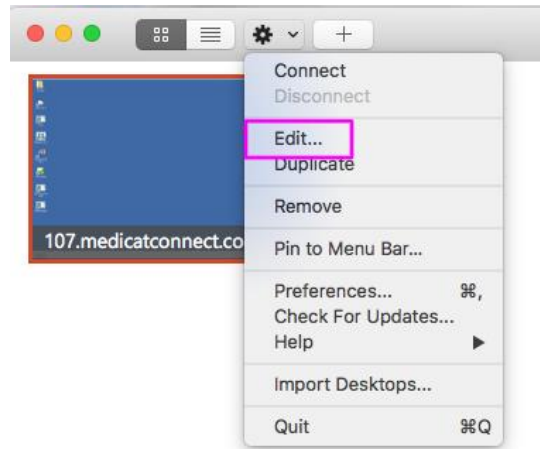 Connect
Disconnect
Edit...
Duplicate
Remove
107.medicatconnect.co
Pin to Menu Bar...
Preferences... ⌘,
Check For Updates...
Help ▶
Import Desktops...
Quit ⌘Q